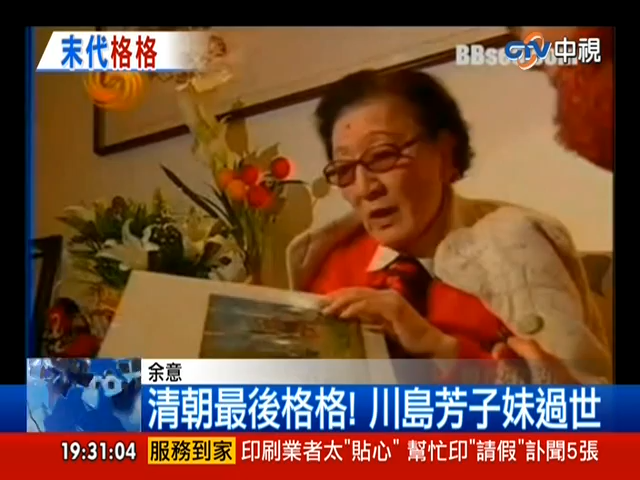 末代格格
CTV中視
余意
清朝最後格格! 川島芳子妹過世
19:31:04 服務到家 印刷業者太"貼心" 幫忙印"請假"訃聞5張